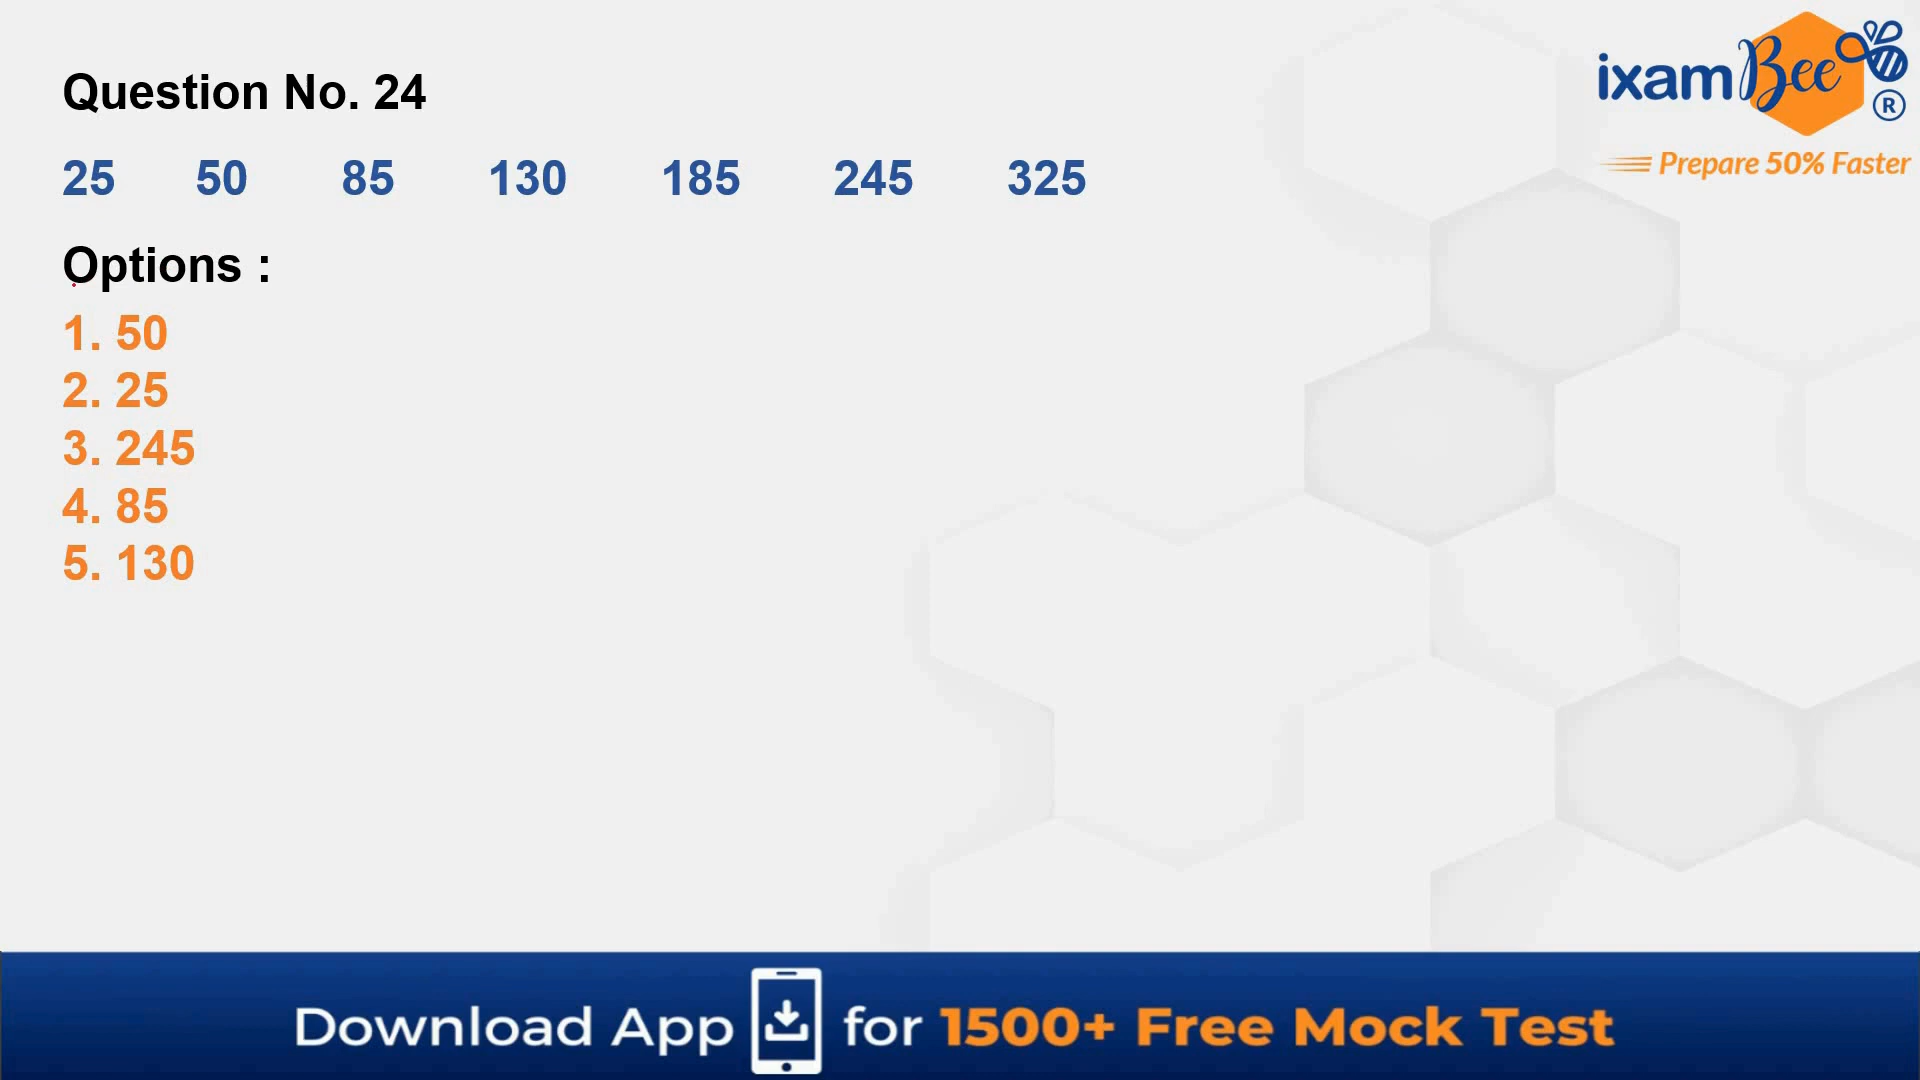 ixamBee®
Prepare 50% Faster
Question No. 24
25 50 85 130 185 245 325
Options :
1. 50
2. 25
3. 245
4. 85
5. 130
Download App for 1500+ Free Mock Test